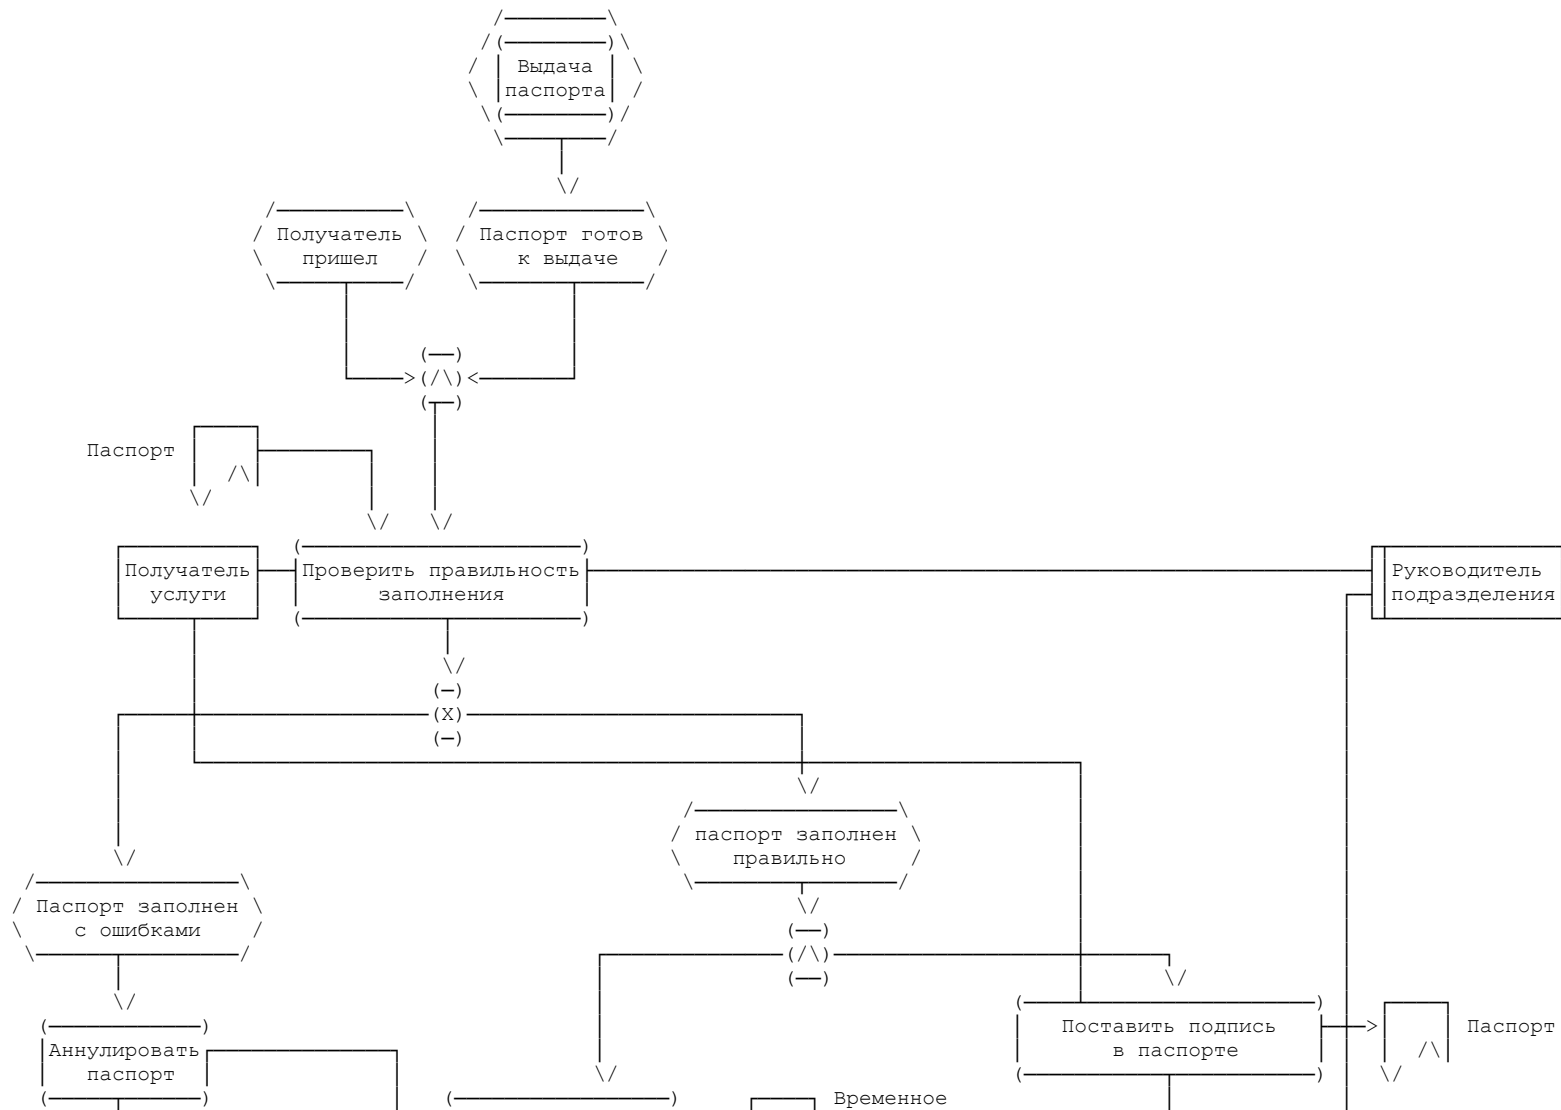 Выдача
паспорта
Получатель
пришел
Паспорт готов
к выдаче
/\
Паспорт
Получатель
услуги
Проверить правильность
заполнения
Руководитель
подразделения
(X)
паспорт заполнен
правильно
Паспорт заполнен
с ошибками
/\
Поставить подпись
в паспорте
Паспорт
Аннулировать
паспорт
Временное